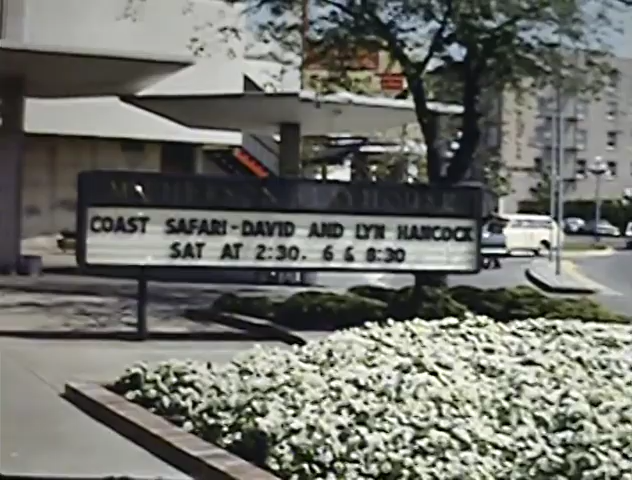 COAST SAFARI-DAVID AND LYN HANCOCK
SAT AT 2:30. 6 & 8:30